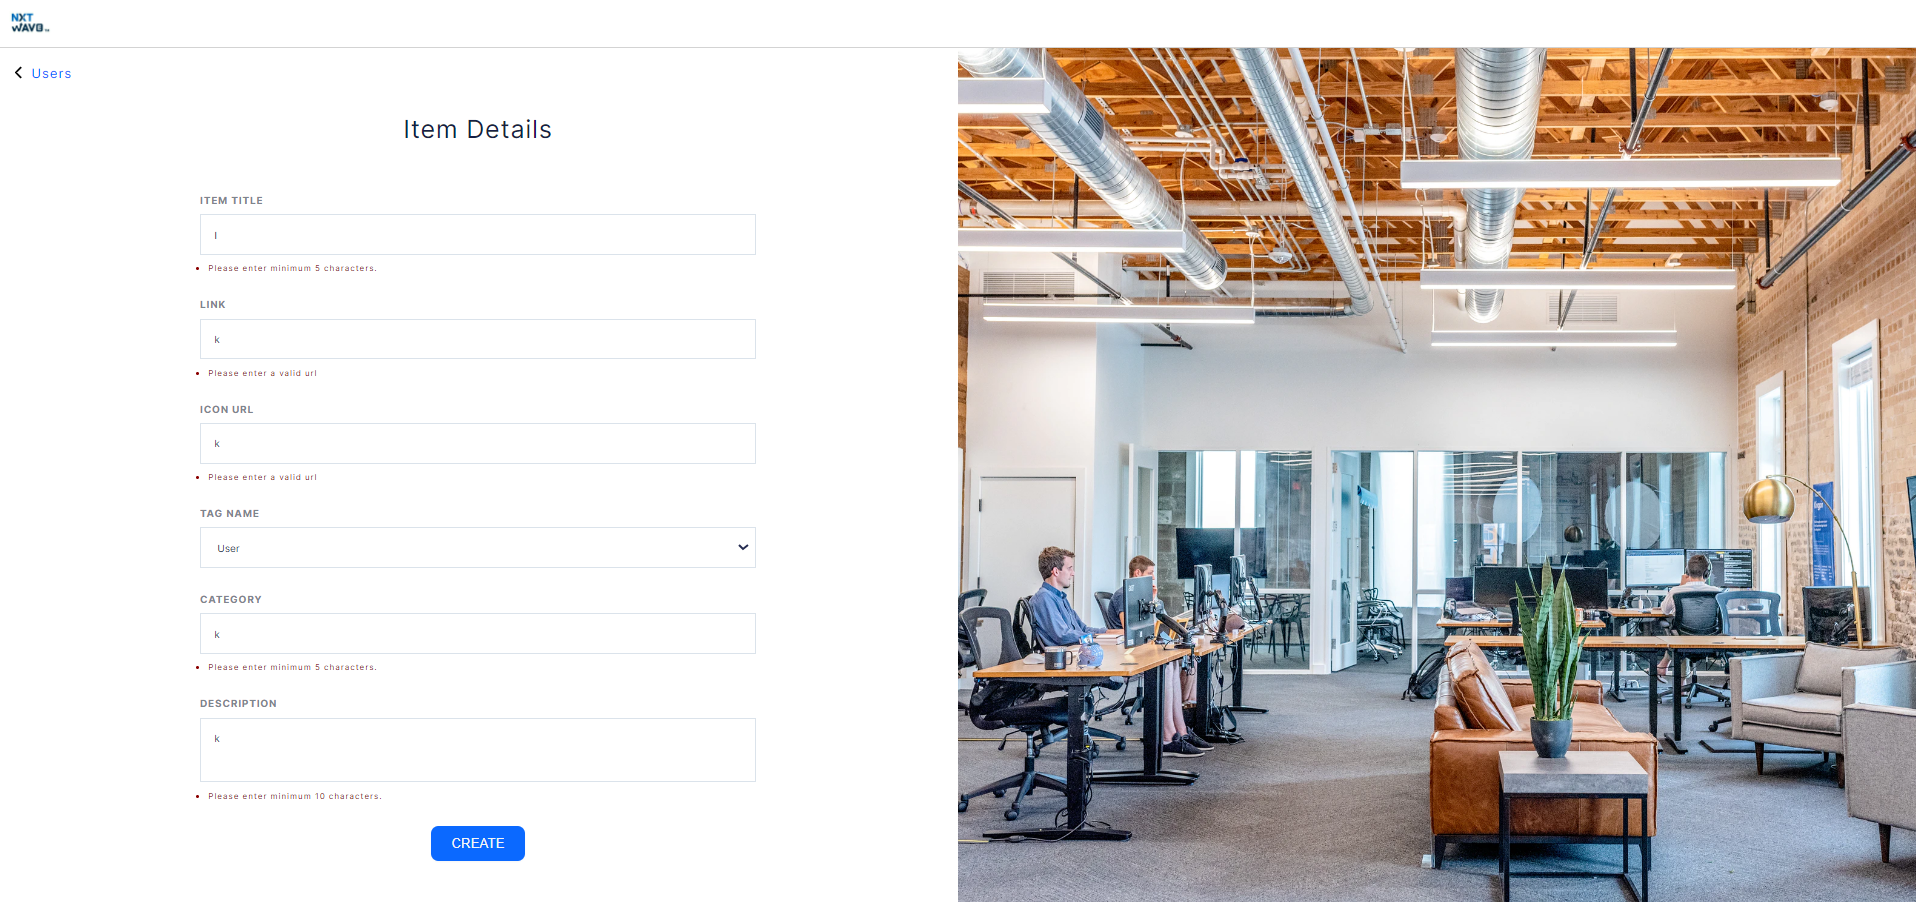 NXT
WAVE™
Users
Item Details
ITEM TITLE
l
Please enter minimum 5 characters.
LINK
k
Please enter a valid url
ICON URL
k
Please enter a valid url
TAG NAME
User
CATEGORY
k
Please enter minimum 5 characters.
DESCRIPTION
k
Please enter minimum 10 characters.
CREATE